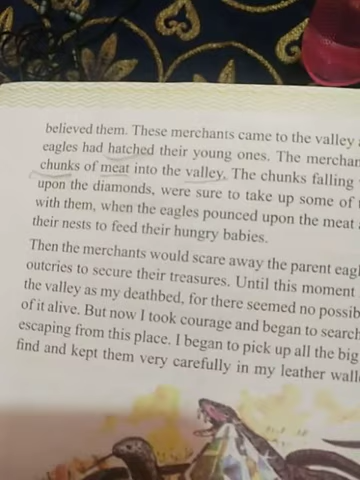 believed them. These merchants came to the valley
eagles had hatched their young ones. The
chunks of meat into the valley. The chunks falling
upon the diamonds, were sure to take up some of
with them, when the eagles pounced upon the meat
their nests to feed their hungry babies.
Then the merchants would scare away the parent
outcries to secure their treasures. Until this moment
the valley as my deathbed, for there seemed no
of it alive. But now I took courage and began to search
escaping from this place. I began to pick up all the big
find and kept them very carefully in my leather